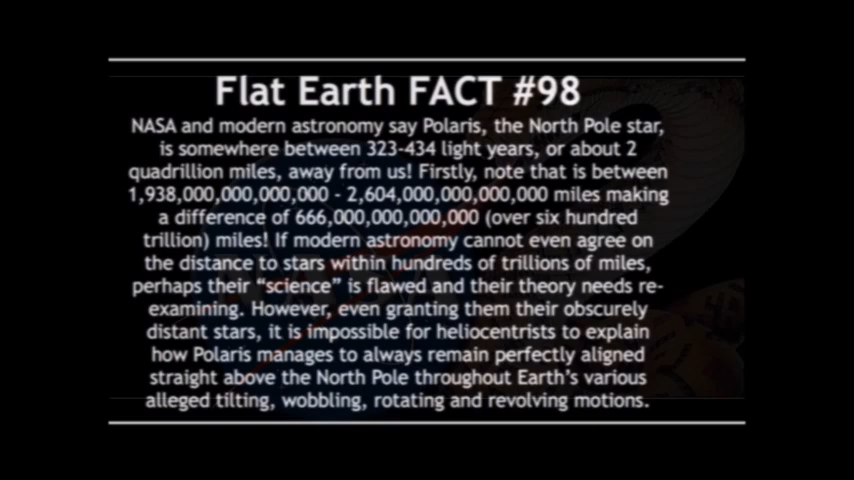 Flat Earth FACT #98
NASA and modern astronomy say Polaris, the North Pole star,
is somewhere between 323-434 light years, or about 2
quadrillion miles, away from us! Firstly, note that is between
1,938,000,000,000,000 - 2,604,000,000,000,000 miles making
a difference of 666,000,000,000,000 (over six hundred
trillion) miles! If modern astronomy cannot even agree on
the distance to stars within hundreds of trillions of miles,
perhaps their “science” is flawed and their theory needs re-
examining. However, even granting them their obscurely
distant stars, it is impossible for heliocentrists to explain
how Polaris manages to always remain perfectly aligned
straight above the North Pole throughout Earth’s various
alleged tilting, wobbling, rotating and revolving motions.